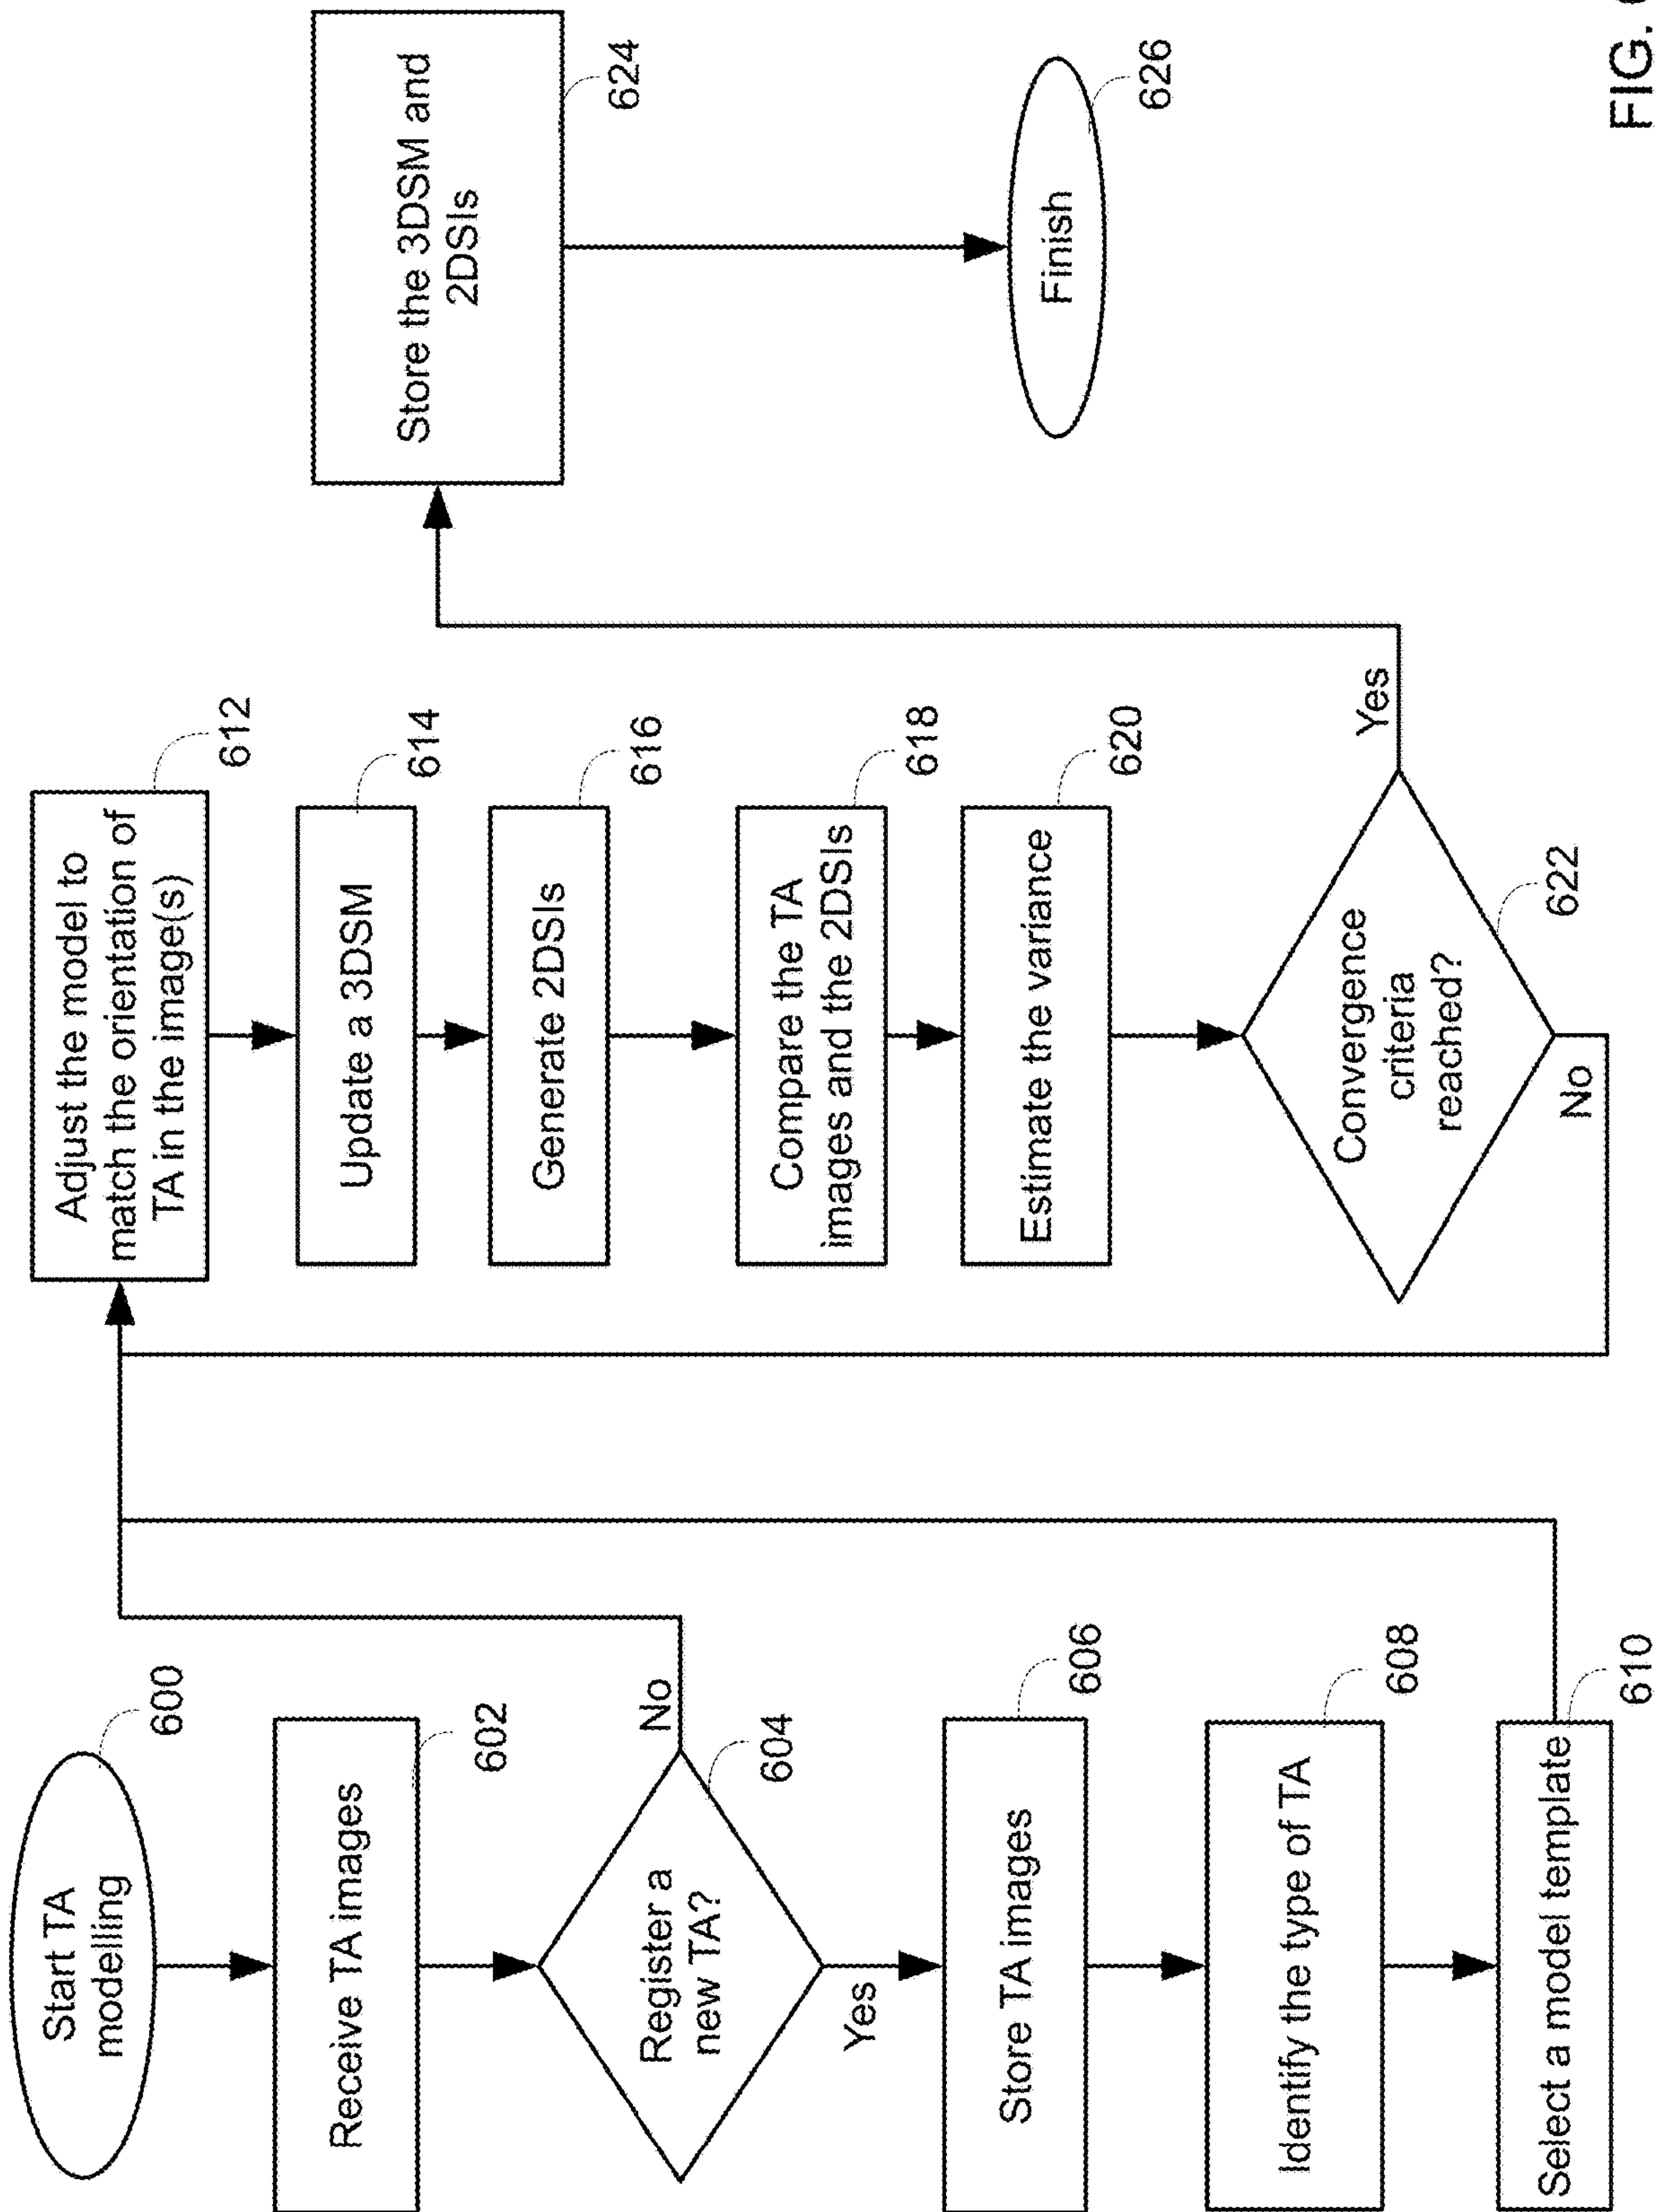 Start TA
modelling
600
Receive TA images
602
Register a
new TA?
604
No
Yes
Store TA images
606
Identify the type of TA
608
Select a model template
610
Adjust the model to
match the orientation of
TA in the image(s)
612
Update a 3DSM
614
Generate 2DSIs
616
Compare the TA
images and the 2DSIs
618
Estimate the variance
620
Convergence
criteria
reached?
622
Yes
No
Store the 3DSM and
2DSIs
624
Finish
626
FIG.